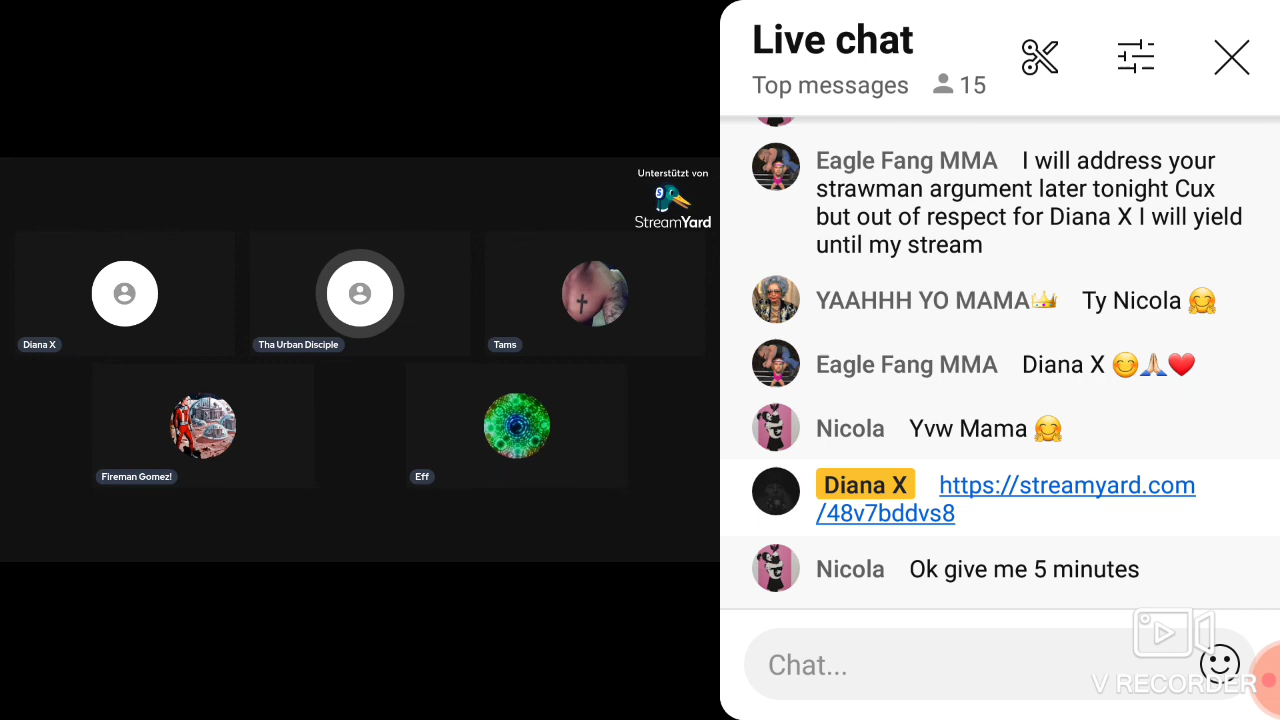 Unterstützt von
StreamYard
Diana X
Tha Urban Disciple
Tams
Fireman Gomez!
Eff
Live chat
Top messages 15
Eagle Fang MMA I will address your
strawman argument later tonight Cux
but out of respect for Diana X I will yield
until my stream
YAAHHH YO MAMA👑 Ty Nicola 🤗
Eagle Fang MMA Diana X 😊🙏🏻❤️
Nicola Yvw Mama 🤗
Diana X https://streamyard.com
/48v7bddvs8
Nicola Ok give me 5 minutes
Chat...
V RECORDER